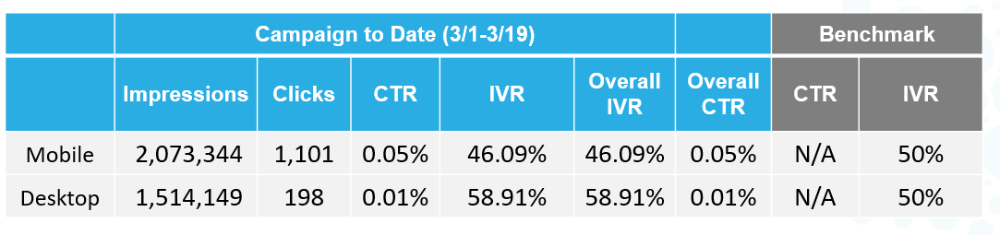 Campaign to Date (3/1-3/19) Benchmark
Impressions Clicks CTR IVR Overall IVR Overall CTR CTR IVR
Mobile 2,073,344 1,101 0.05% 46.09% 46.09% 0.05% N/A 50%
Desktop 1,514,149 198 0.01% 58.91% 58.91% 0.01% N/A 50%